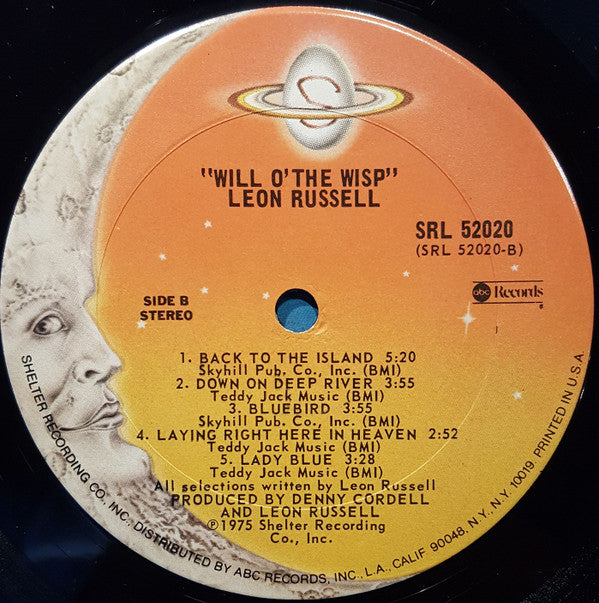 S
"WILL O' THE WISP"
LEON RUSSELL
SRL 52020
(SRL 52020-B)
abc Records
SIDE B
STEREO
1. BACK TO THE ISLAND 5:20
Skyhill Pub. Co., Inc. (BMI)
2. DOWN ON DEEP RIVER 3:55
Teddy Jack Music (BMI)
3. BLUEBIRD 3:55
Skyhill Pub. Co., Inc. (BMI)
4. LAYING RIGHT HERE IN HEAVEN 2:52
Teddy Jack Music (BMI)
5. LADY BLUE 3:28
Teddy Jack Music (BMI)
All selections written by Leon Russell
PRODUCED BY DENNY CORDELL
AND LEON RUSSELL
Ⓟ1975 Shelter Recording
Co., Inc.
SHELTER RECORDING CO., INC., DISTRIBUTED BY ABC RECORDS, INC., L.A., CALIF 90048, N.Y., N.Y. 10019. PRINTED IN U.S.A.